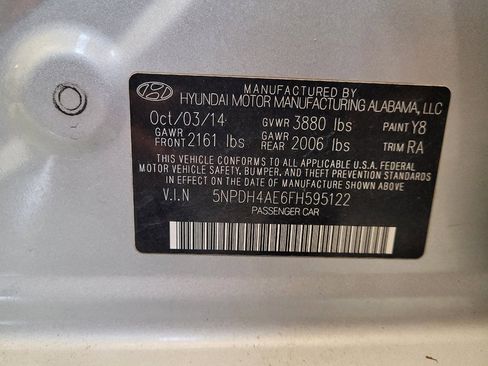 MANUFACTURED BY
HYUNDAI MOTOR MANUFACTURING ALABAMA, LLC
Oct/03/14 GVWR 3880 lbs PAINT Y8
GAWR FRONT 2161 lbs GAWR REAR 2006 lbs TRIM RA
THIS VEHICLE CONFORMS TO ALL APPLICABLE U.S.A. FEDERAL
MOTOR VEHICLE SAFETY, BUMPER, AND THEFT PREVENTION STANDARDS
IN EFFECT ON THE DATE OF MANUFACTURE SHOWN ABOVE
V.I.N 5NPDH4AE6FH595122
PASSENGER CAR